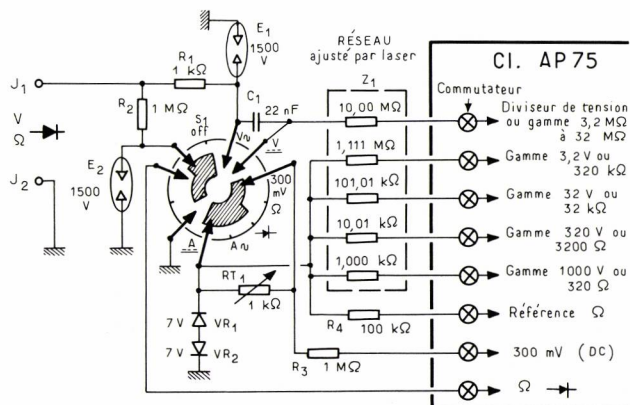 E1
1500
V
RÉSEAU
ajusté par laser
CI. AP 75
J1
R1
1 kΩ
Z1
Commutateur
R2
1 MΩ
C1
22 nF
10,00 MΩ
Diviseur de tension
ou gamme 3,2 MΩ
à 32 MΩ
V
Ω
S1
off
V~
V
1,111 MΩ
Gamme 3,2 V ou
320 kΩ
E2
1500
V
300
mV
Ω
101,01 kΩ
Gamme 32 V ou
32 kΩ
J2
10,01 kΩ
Gamme 320 V ou
3200 Ω
A
A~
1,000 kΩ
Gamme 1000 V ou
320 Ω
RT1
1 kΩ
R4
100 kΩ
Référence Ω
7 V
VR1
7 V
VR2
R3
1 MΩ
300 mV (DC)
Ω